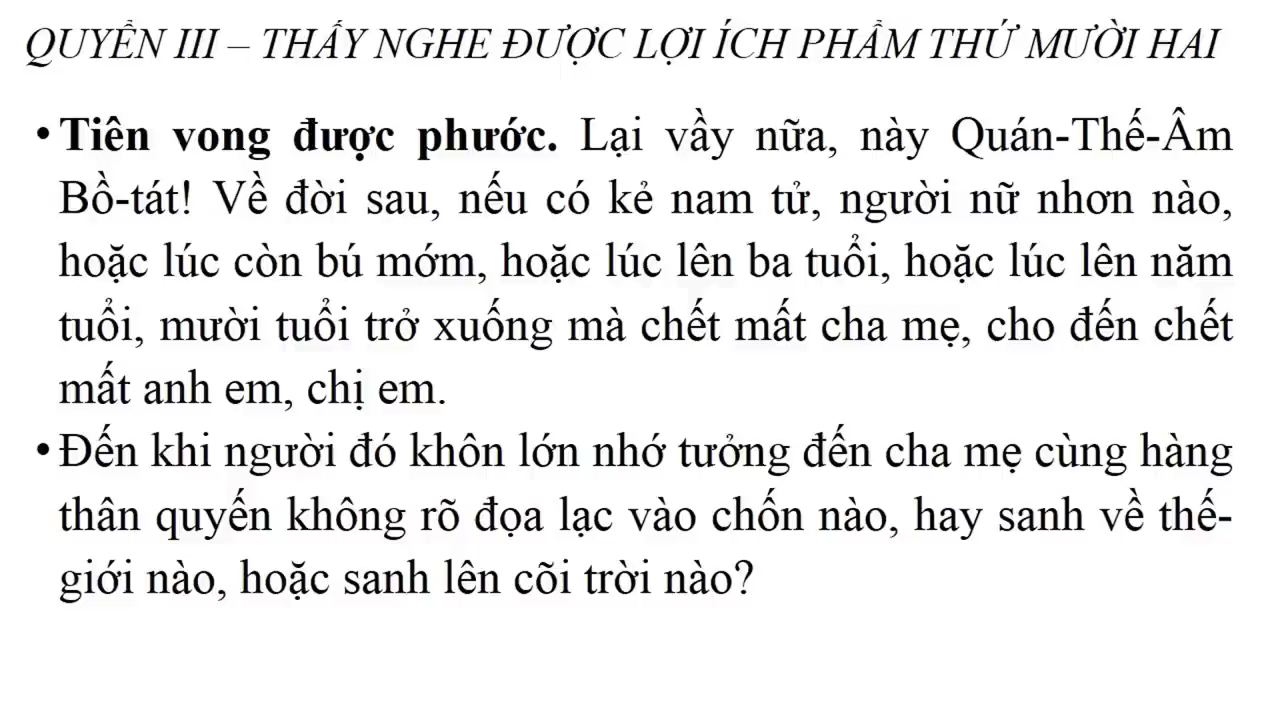 QUYỂN III – THẤY NGHE ĐƯỢC LỢI ÍCH PHẨM THỨ MƯỜI HAI
• Tiên vong được phước. Lại vầy nữa, này Quán-Thế-Âm
Bồ-tát! Về đời sau, nếu có kẻ nam tử, người nữ nhơn nào,
hoặc lúc còn bú mớm, hoặc lúc lên ba tuổi, hoặc lúc lên năm
tuổi, mười tuổi trở xuống mà chết mất cha mẹ, cho đến chết
mất anh em, chị em.
• Đến khi người đó khôn lớn nhớ tưởng đến cha mẹ cùng hàng
thân quyến không rõ đọa lạc vào chốn nào, hay sanh về thế-
giới nào, hoặc sanh lên cõi trời nào?